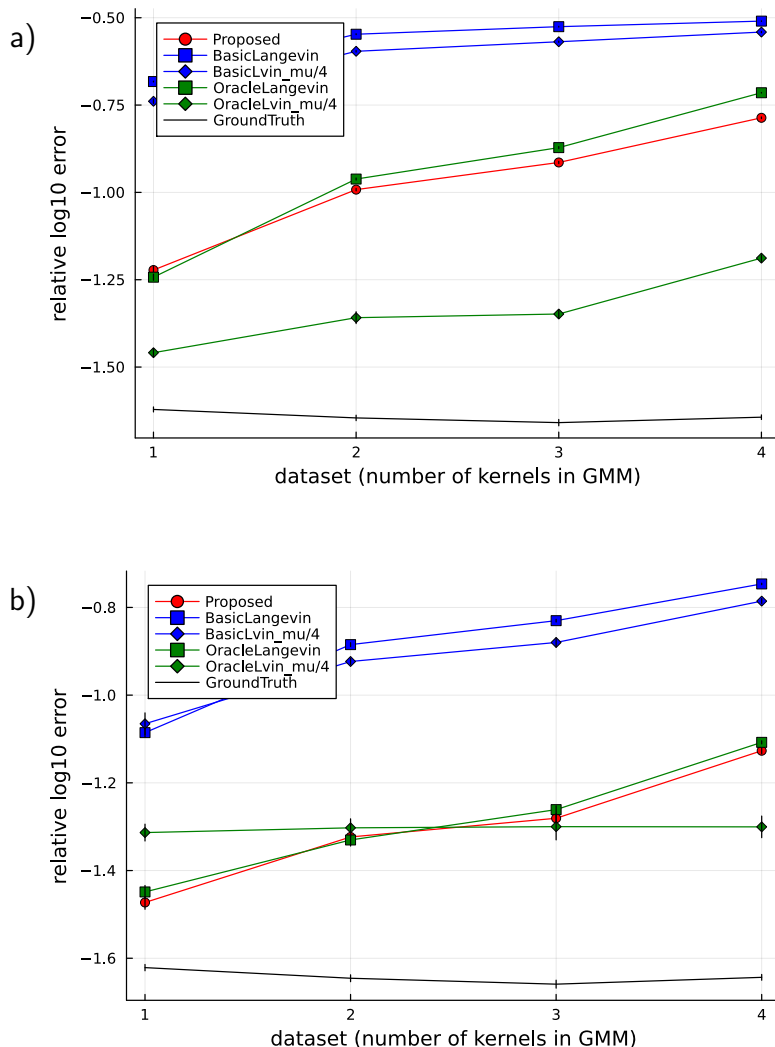 a)
−0.50
−0.75
−1.00
−1.25
−1.50
relative log10 error
Proposed
BasicLangevin
BasicLvin_mu/4
OracleLangevin
OracleLvin_mu/4
GroundTruth
1
2
3
4
dataset (number of kernels in GMM)
b)
−0.8
−1.0
−1.2
−1.4
−1.6
relative log10 error
Proposed
BasicLangevin
BasicLvin_mu/4
OracleLangevin
OracleLvin_mu/4
GroundTruth
1
2
3
4
dataset (number of kernels in GMM)